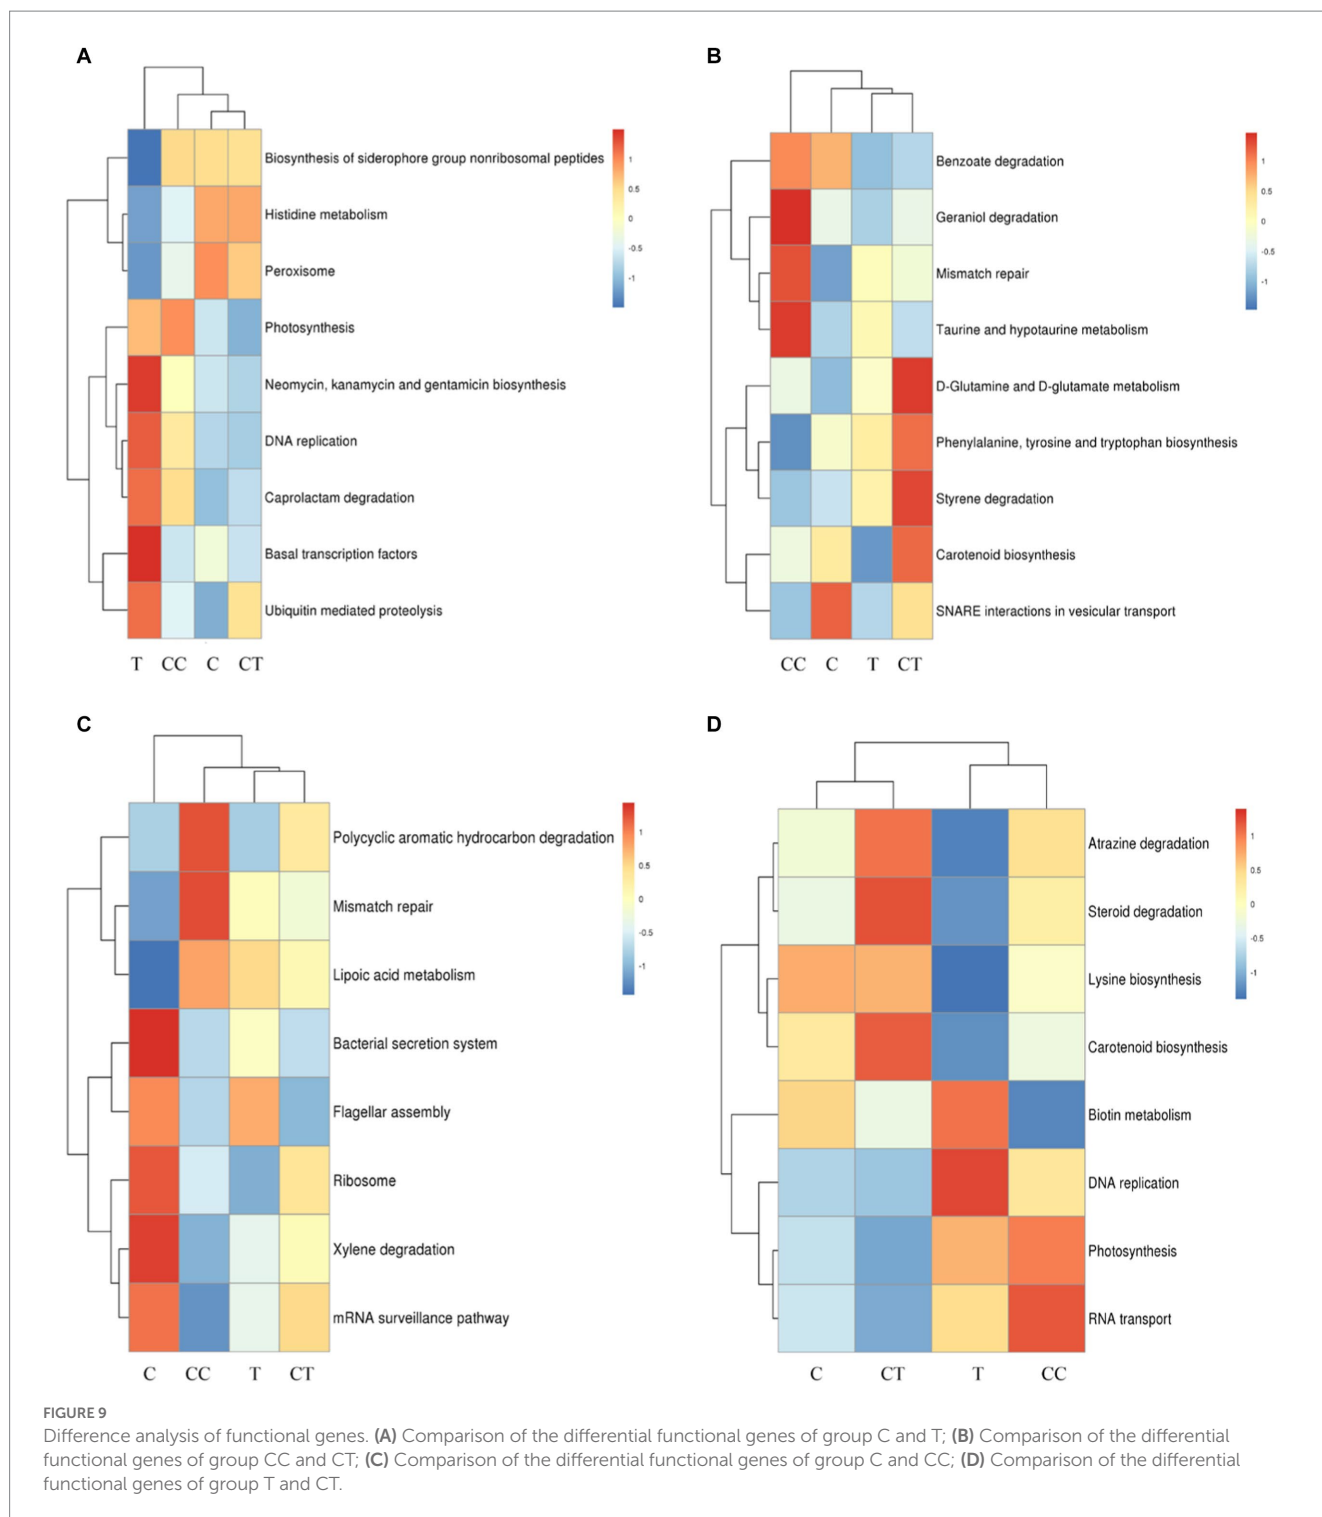 A
Biosynthesis of siderophore group nonribosomal peptides
Histidine metabolism
Peroxisome
Photosynthesis
Neomycin, kanamycin and gentamicin biosynthesis
DNA replication
Caprolactam degradation
Basal transcription factors
Ubiquitin mediated proteolysis
1
0.5
0
-0.5
-1
T CC C CT
B
Benzoate degradation
Geraniol degradation
Mismatch repair
Taurine and hypotaurine metabolism
D-Glutamine and D-glutamate metabolism
Phenylalanine, tyrosine and tryptophan biosynthesis
Styrene degradation
Carotenoid biosynthesis
SNARE interactions in vesicular transport
1
0.5
0
-0.5
-1
CC C T CT
C
Polycyclic aromatic hydrocarbon degradation
Mismatch repair
Lipoic acid metabolism
Bacterial secretion system
Flagellar assembly
Ribosome
Xylene degradation
mRNA surveillance pathway
1
0.5
0
-0.5
-1
C CC T CT
D
Atrazine degradation
Steroid degradation
Lysine biosynthesis
Carotenoid biosynthesis
Biotin metabolism
DNA replication
Photosynthesis
RNA transport
1
0.5
0
-0.5
-1
C CT T CC
FIGURE 9
Difference analysis of functional genes. (A) Comparison of the differential functional genes of group C and T; (B) Comparison of the differential
functional genes of group CC and CT; (C) Comparison of the differential functional genes of group C and CC; (D) Comparison of the differential
functional genes of group T and CT.